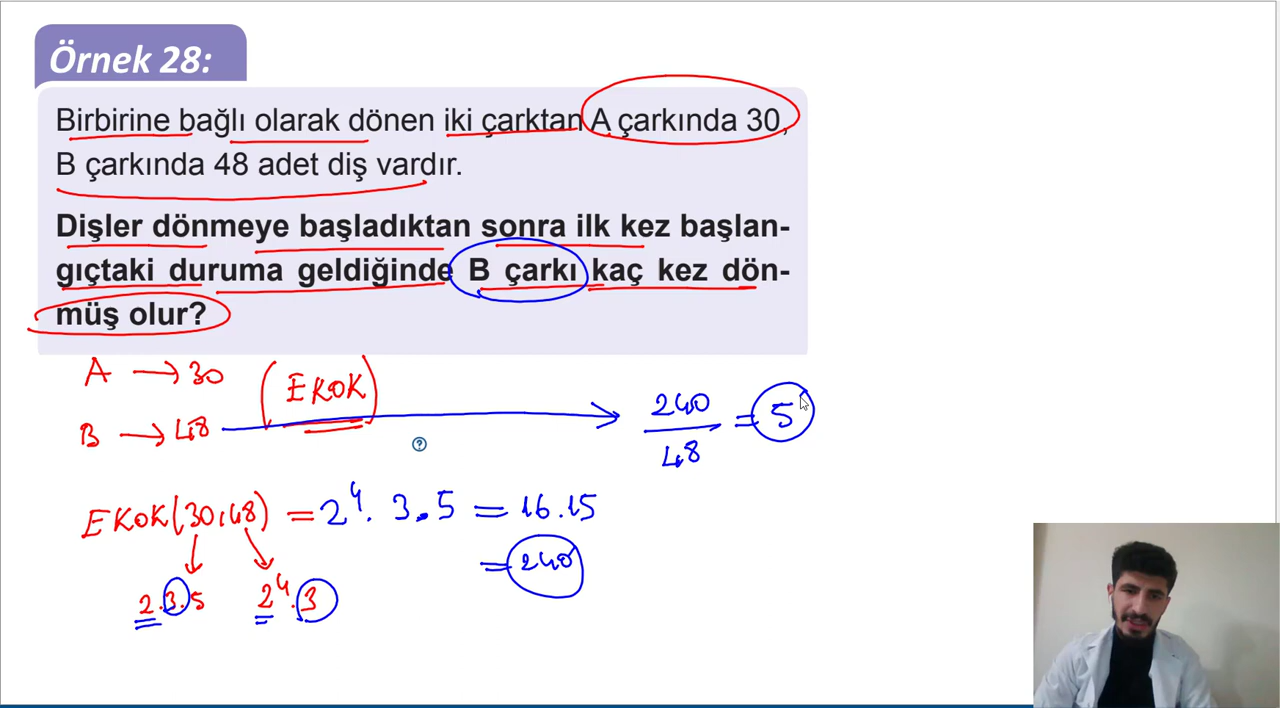 Örnek 28:
Birbirine bağlı olarak dönen iki çarktan A çarkında 30,
B çarkında 48 adet diş vardır.
Dişler dönmeye başladıktan sonra ilk kez başlan-
gıçtaki duruma geldiğinde B çarkı kaç kez dön-
müş olur?
A → 30
(EKOK)
B → 48
240/48 = 5
EKOK(30,48) = 2⁴. 3.5 = 16.15
= 240
2.3.5 2⁴.3